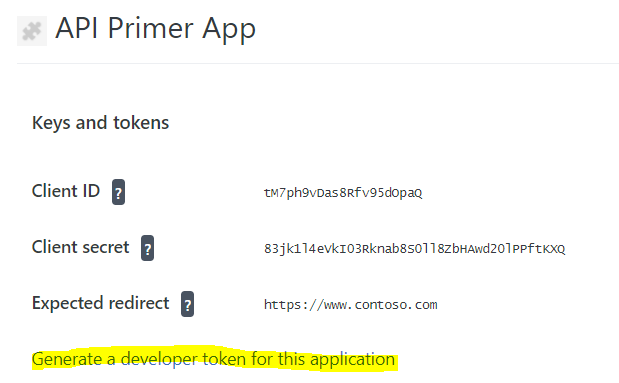 API Primer App
Keys and tokens
Client ID ? tM7ph9vDas8Rfv95dOpaQ
Client secret ? 83jk1l4eVkIO3Rknab8SOll8ZbHAwd2OlPPftKXQ
Expected redirect ? https://www.contoso.com
Generate a developer token for this application